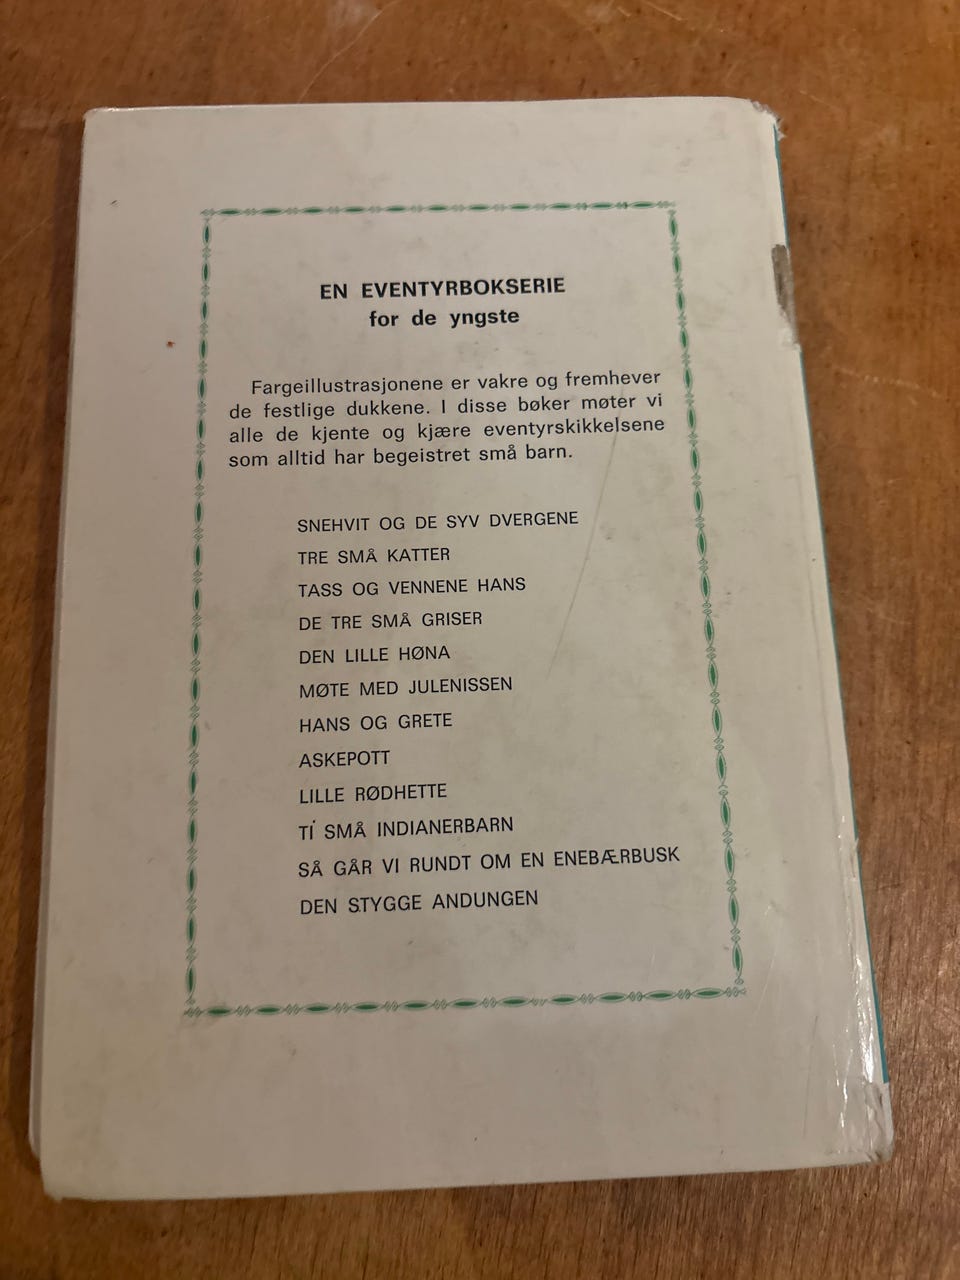 EN EVENTYRBOKSERIE
for de yngste
Fargeillustrasjonene er vakre og fremhever
de festlige dukkene. I disse bøker møter vi
alle de kjente og kjære eventyrskikkelsene
som alltid har begeistret små barn.
SNEHVIT OG DE SYV DVERGENE
TRE SMÅ KATTER
TASS OG VENNENE HANS
DE TRE SMÅ GRISER
DEN LILLE HØNA
MØTE MED JULENISSEN
HANS OG GRETE
ASKEPOTT
LILLE RØDHETTE
TI SMÅ INDIANERBARN
SÅ GÅR VI RUNDT OM EN ENEBÆRBUSK
DEN STYGGE ANDUNGEN